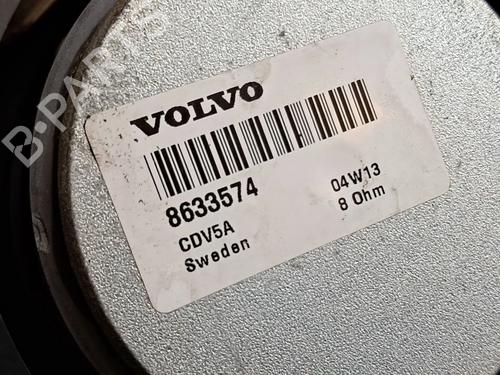 B-PARTS
VOLVO
8633574
04W13
CDV5A
8 Ohm
Sweden